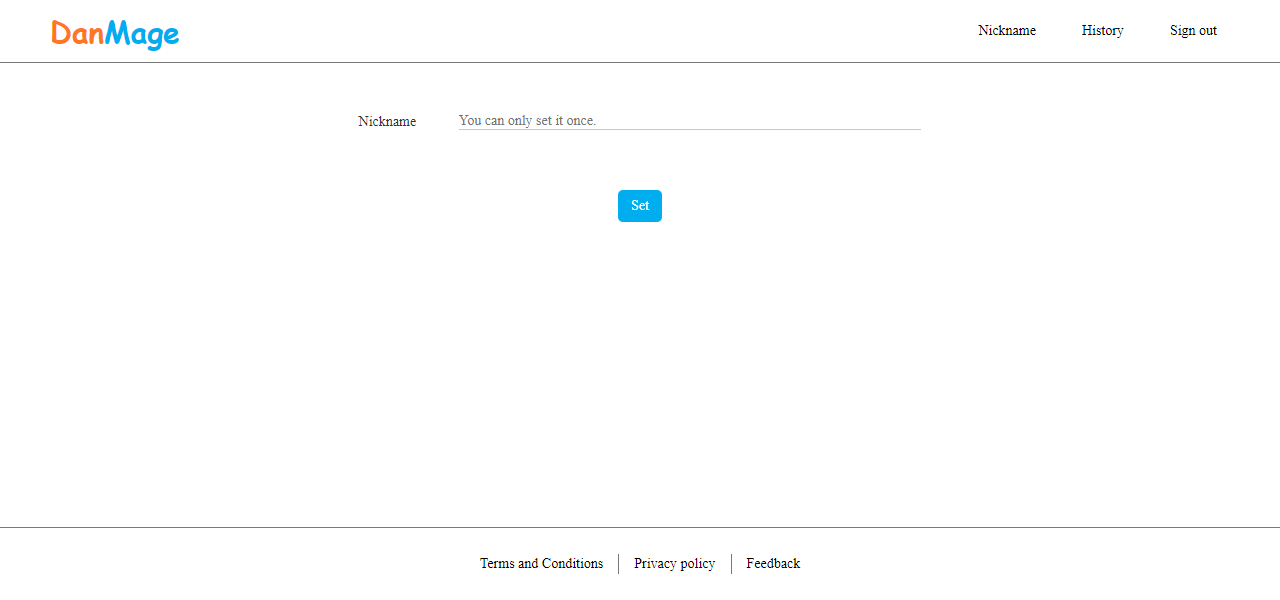 DanMage
Nickname History Sign out
Nickname You can only set it once.
Set
Terms and Conditions Privacy policy Feedback